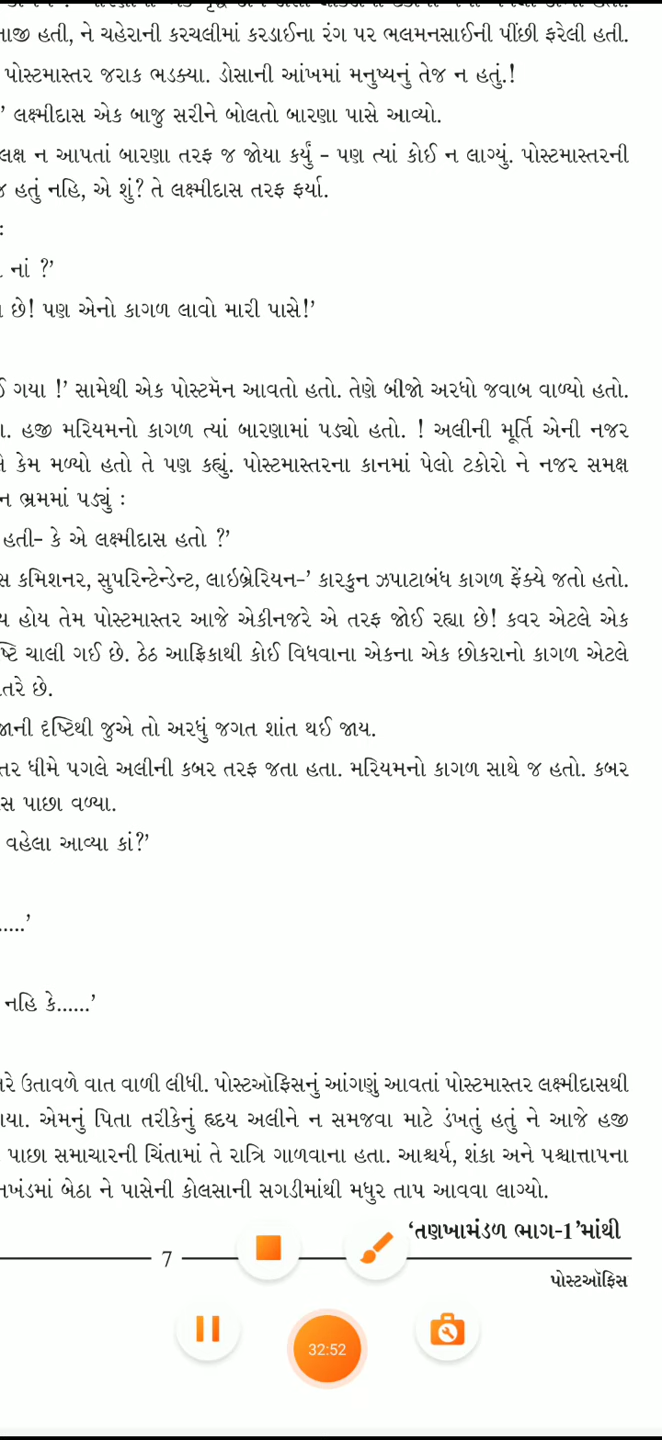 નાજી હતી, ને ચહેરાની કરચલીમાં કરડાઈના રંગ પર ભલમનસાઈની પીંછી ફરેલી હતી.
પોસ્ટમાસ્તર જરાક ભડક્યા. ડોસાની આંખમાં મનુષ્યનું તેજ ન હતું.!
’ લક્ષ્મીદાસ એક બાજુ સરીને બોલતો બારણા પાસે આવ્યો.
લક્ષ ન આપતાં બારણા તરફ જ જોયા કર્યું - પણ ત્યાં કોઈ ન લાગ્યું. પોસ્ટમાસ્તરની
હતું નહિ, એ શું? તે લક્ષ્મીદાસ તરફ ફર્યા.
:
નાં ?’
છે! પણ એનો કાગળ લાવો મારી પાસે!’
ગયા !’ સામેથી એક પોસ્ટમૅન આવતો હતો. તેણે બીજો અરધો જવાબ વાળ્યો હતો.
હજી મરિયમનો કાગળ ત્યાં બારણામાં પડ્યો હતો. ! અલીની મૂર્તિ એની નજર
કેમ મળ્યો હતો તે પણ કહ્યું. પોસ્ટમાસ્તરના કાનમાં પેલો ટકોરો ને નજર સમક્ષ
ન ભ્રમમાં પડ્યું :
હતી- કે એ લક્ષ્મીદાસ હતો ?’
સ કમિશનર, સુપરિન્ટેન્ડેન્ટ, લાઇબ્રેરિયન-’ કારકુન ઝપાટાબંધ કાગળ ફેંક્યે જતો હતો.
ય હોય તેમ પોસ્ટમાસ્તર આજે એકીનજરે એ તરફ જોઈ રહ્યા છે! કવર એટલે એક
ષ્ટિ ચાલી ગઈ છે. ઠેઠ આફ્રિકાથી કોઈ વિધવાના એકના એક છોકરાનો કાગળ એટલે
તરે છે.
જાની દૃષ્ટિથી જુએ તો અરધું જગત શાંત થઈ જાય.
તર ધીમે પગલે અલીની કબર તરફ જતા હતા. મરિયમનો કાગળ સાથે જ હતો. કબર
સ પાછા વળ્યા.
વહેલા આવ્યા કાં?’
.....’
નહિ કે......’
રે ઉતાવળે વાત વાળી લીધી. પોસ્ટઑફિસનું આંગણું આવતાં પોસ્ટમાસ્તર લક્ષ્મીદાસથી
યા. એમનું પિતા તરીકેનું હૃદય અલીને ન સમજવા માટે ડંખતું હતું ને આજે હજી
પાછા સમાચારની ચિંતામાં તે રાત્રિ ગાળવાના હતા. આશ્ચર્ય, શંકા અને પશ્ચાત્તાપના
નખંડમાં બેઠા ને પાસેની કોલસાની સગડીમાંથી મધુર તાપ આવવા લાગ્યો.
‘તણખામંડળ ભાગ-1’માંથી
7
પોસ્ટઑફિસ
32:52